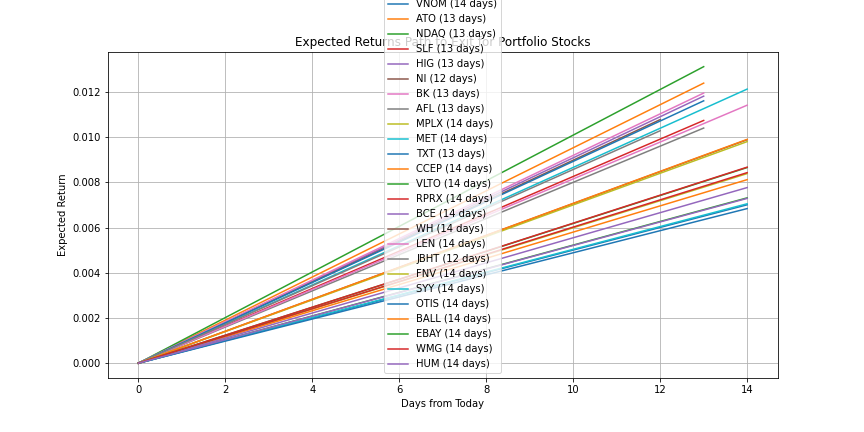 VNOM (14 days)
ATO (13 days)
NDAQ (13 days)
Expected Returns Path to Exit for Portfolio Stocks
SLF (13 days)
HIG (13 days)
NI (12 days)
BK (13 days)
AFL (13 days)
MPLX (14 days)
MET (14 days)
TXT (13 days)
CCEP (14 days)
VLTO (14 days)
RPRX (14 days)
BCE (14 days)
WH (14 days)
LEN (14 days)
JBHT (12 days)
FNV (14 days)
SYY (14 days)
OTIS (14 days)
BALL (14 days)
EBAY (14 days)
WMG (14 days)
HUM (14 days)
Expected Return
0.012
0.010
0.008
0.006
0.004
0.002
0.000
0 2 4 6 8 10 12 14
Days from Today